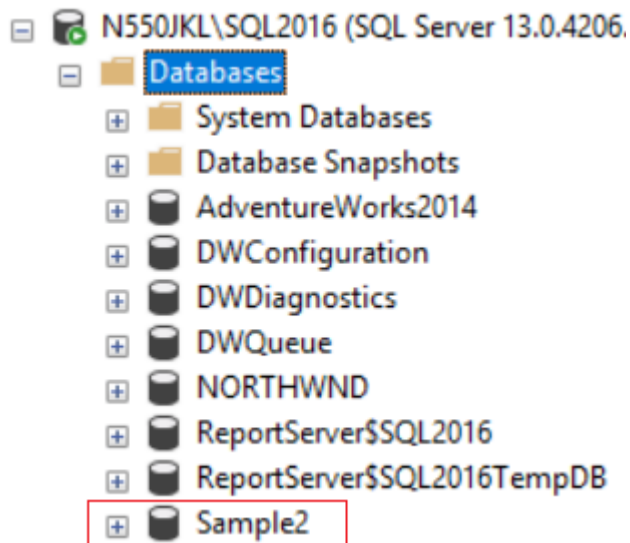 N550JKL\SQL2016 (SQL Server 13.0.4206.
Databases
System Databases
Database Snapshots
AdventureWorks2014
DWConfiguration
DWDiagnostics
DWQueue
NORTHWND
ReportServer$SQL2016
ReportServer$SQL2016TempDB
Sample2